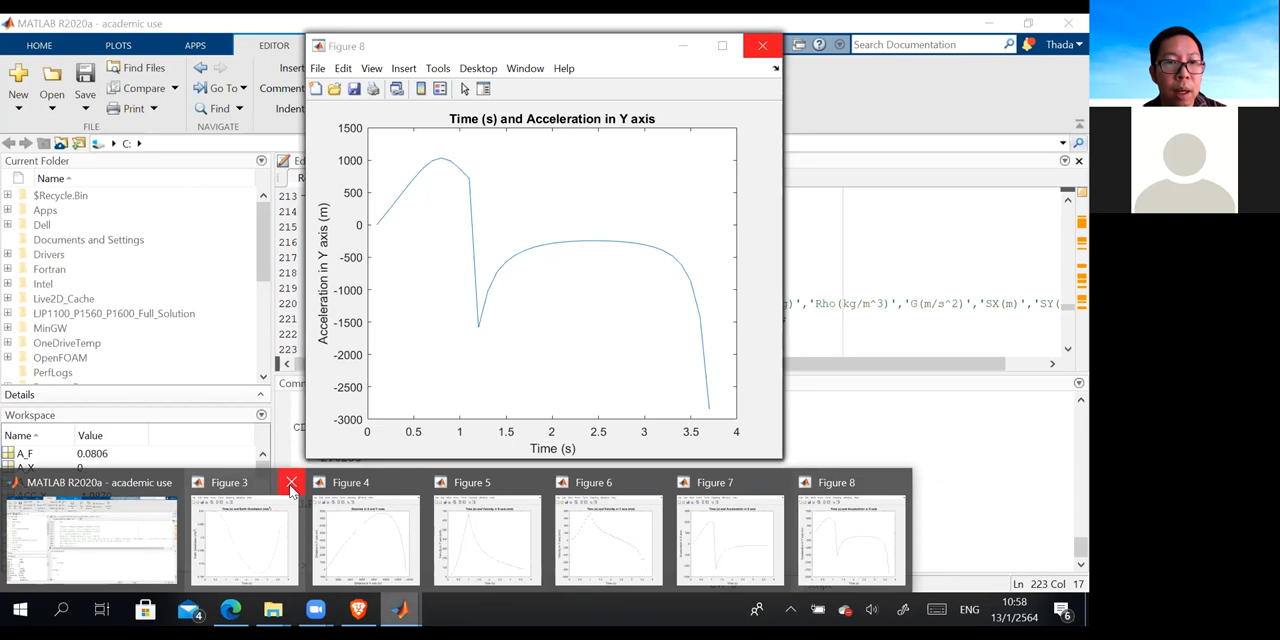 MATLAB R2020a - academic use
HOME PLOTS APPS EDITOR
Search Documentation
Thada
New
Open
Save
Find Files
Compare
Print
Go To
Find
Insert
Comment
Indent
FILE
NAVIGATE
C:
Current Folder
Name
$Recycle.Bin
Apps
Dell
Documents and Settings
Drivers
Fortran
Intel
Live2D_Cache
LJP1100_P1560_P1600_Full_Solution
MinGW
OneDriveTemp
OpenFOAM
PerfLogs
Details
Workspace
Name Value
A_F 0.0806
A_X 0
213
214
215
216
217
218
219
220
221
222
223
g)','Rho(kg/m^3)','G(m/s^2)','SX(m)','SY(
Figure 8
File Edit View Insert Tools Desktop Window Help
Time (s) and Acceleration in Y axis
Acceleration in Y axis (m)
1500
1000
500
0
-500
-1000
-1500
-2000
-2500
-3000
0 0.5 1 1.5 2 2.5 3 3.5 4
Time (s)
MATLAB R2020a - academic use
Figure 3
Figure 4
Figure 5
Figure 6
Figure 7
Figure 8
Ln 223 Col 17
4
ENG
10:58
13/1/2564
6